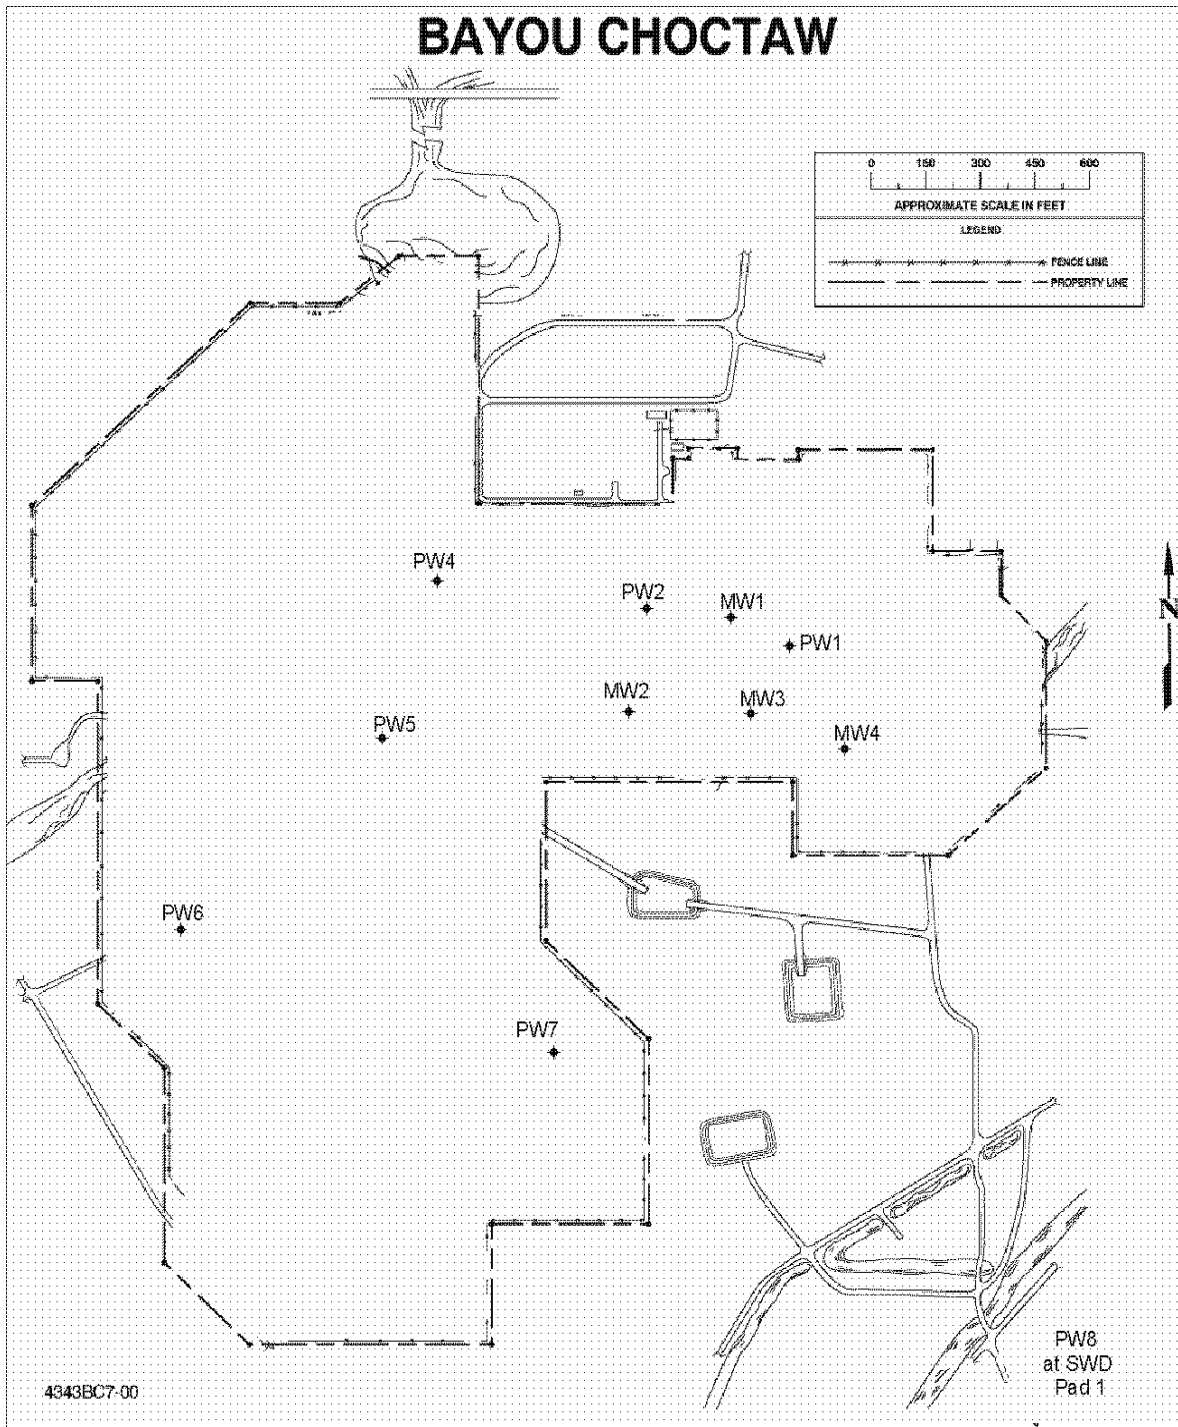 BAYOU CHOCTAW
0 150 300 450 600
APPROXIMATE SCALE IN FEET
LEGEND
FENCE LINE
PROPERTY LINE
PW4
PW2
MW1
N
PW1
MW2
MW3
PW5
MW4
PW6
PW7
PW8
at SWD
Pad 1
4343BC7-00